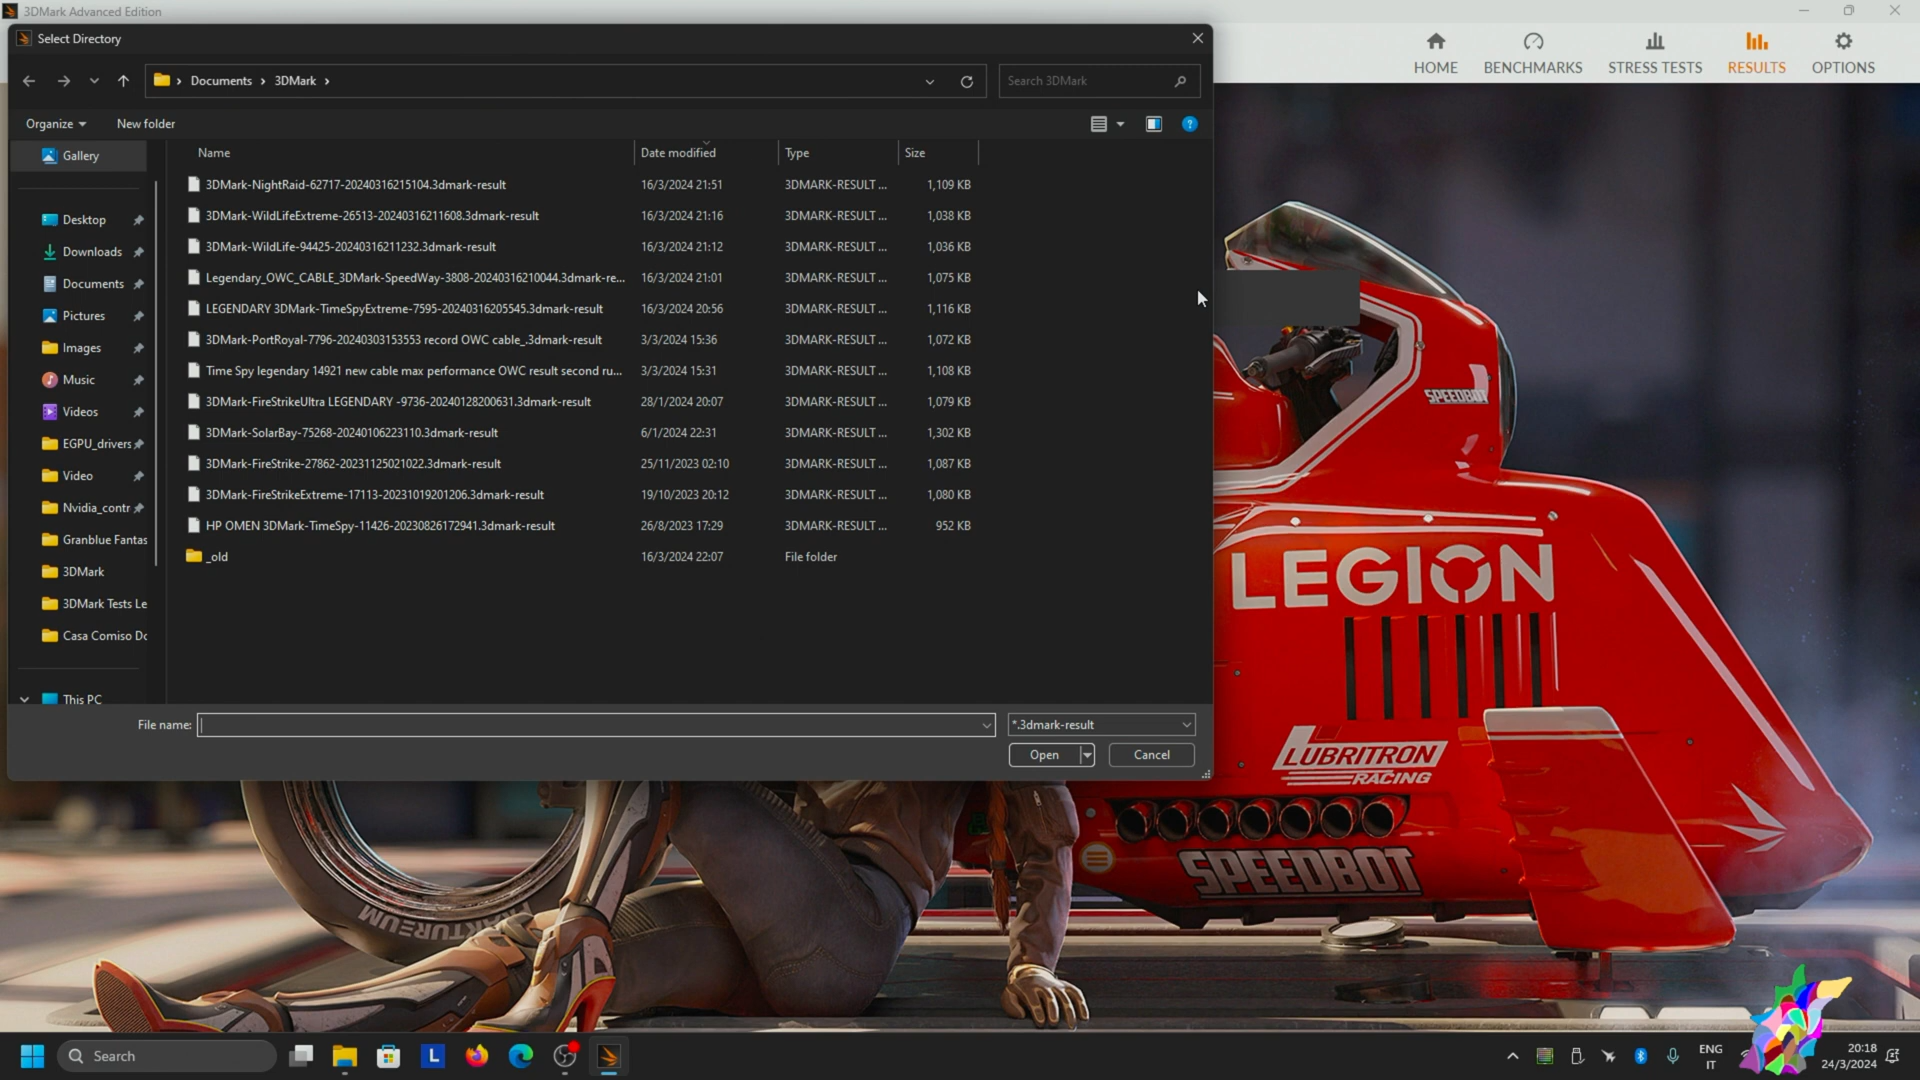 3DMark Advanced Edition
Select Directory
HOME
BENCHMARKS
STRESS TESTS
RESULTS
OPTIONS
Documents
3DMark
Search 3DMark
Organize
New folder
Name
Date modified
Type
Size
Gallery
Desktop
Downloads
Documents
Pictures
Images
Music
Videos
EGPU_drivers
Video
Nvidia_contr
Granblue Fantas
3DMark
3DMark Tests Le
Casa Comiso Do
This PC
3DMark-NightRaid-62717-20240316215104.3dmark-result 16/3/2024 21:51 3DMARK-RESULT ... 1,109 KB
3DMark-WildLifeExtreme-26513-20240316211608.3dmark-result 16/3/2024 21:16 3DMARK-RESULT ... 1,038 KB
3DMark-WildLife-94425-20240316211232.3dmark-result 16/3/2024 21:12 3DMARK-RESULT ... 1,036 KB
Legendary_OWC_CABLE_3DMark-SpeedWay-3808-20240316210044.3dmark-re... 16/3/2024 21:01 3DMARK-RESULT ... 1,075 KB
LEGENDARY 3DMark-TimeSpyExtreme-7595-20240316205545.3dmark-result 16/3/2024 20:56 3DMARK-RESULT ... 1,116 KB
3DMark-PortRoyal-7796-20240303153553 record OWC cable_.3dmark-result 3/3/2024 15:36 3DMARK-RESULT ... 1,072 KB
Time Spy legendary 14921 new cable max performance OWC result second ru... 3/3/2024 15:31 3DMARK-RESULT ... 1,108 KB
3DMark-FireStrikeUltra LEGENDARY -9736-20240128200631.3dmark-result 28/1/2024 20:07 3DMARK-RESULT ... 1,079 KB
3DMark-SolarBay-75268-20240106223110.3dmark-result 6/1/2024 22:31 3DMARK-RESULT ... 1,302 KB
3DMark-FireStrike-27862-20231125021022.3dmark-result 25/11/2023 02:10 3DMARK-RESULT ... 1,087 KB
3DMark-FireStrikeExtreme-17113-20231019201206.3dmark-result 19/10/2023 20:12 3DMARK-RESULT ... 1,080 KB
HP OMEN 3DMark-TimeSpy-11426-20230826172941.3dmark-result 26/8/2023 17:29 3DMARK-RESULT ... 952 KB
_old 16/3/2024 22:07 File folder
File name:
*.3dmark-result
Open
Cancel
SPEEDBOT
LEGION
LUBRITRON
RACING
SPEEDBOT
FRAKTUREUM
Search
L
ENG
IT
20:18
24/3/2024